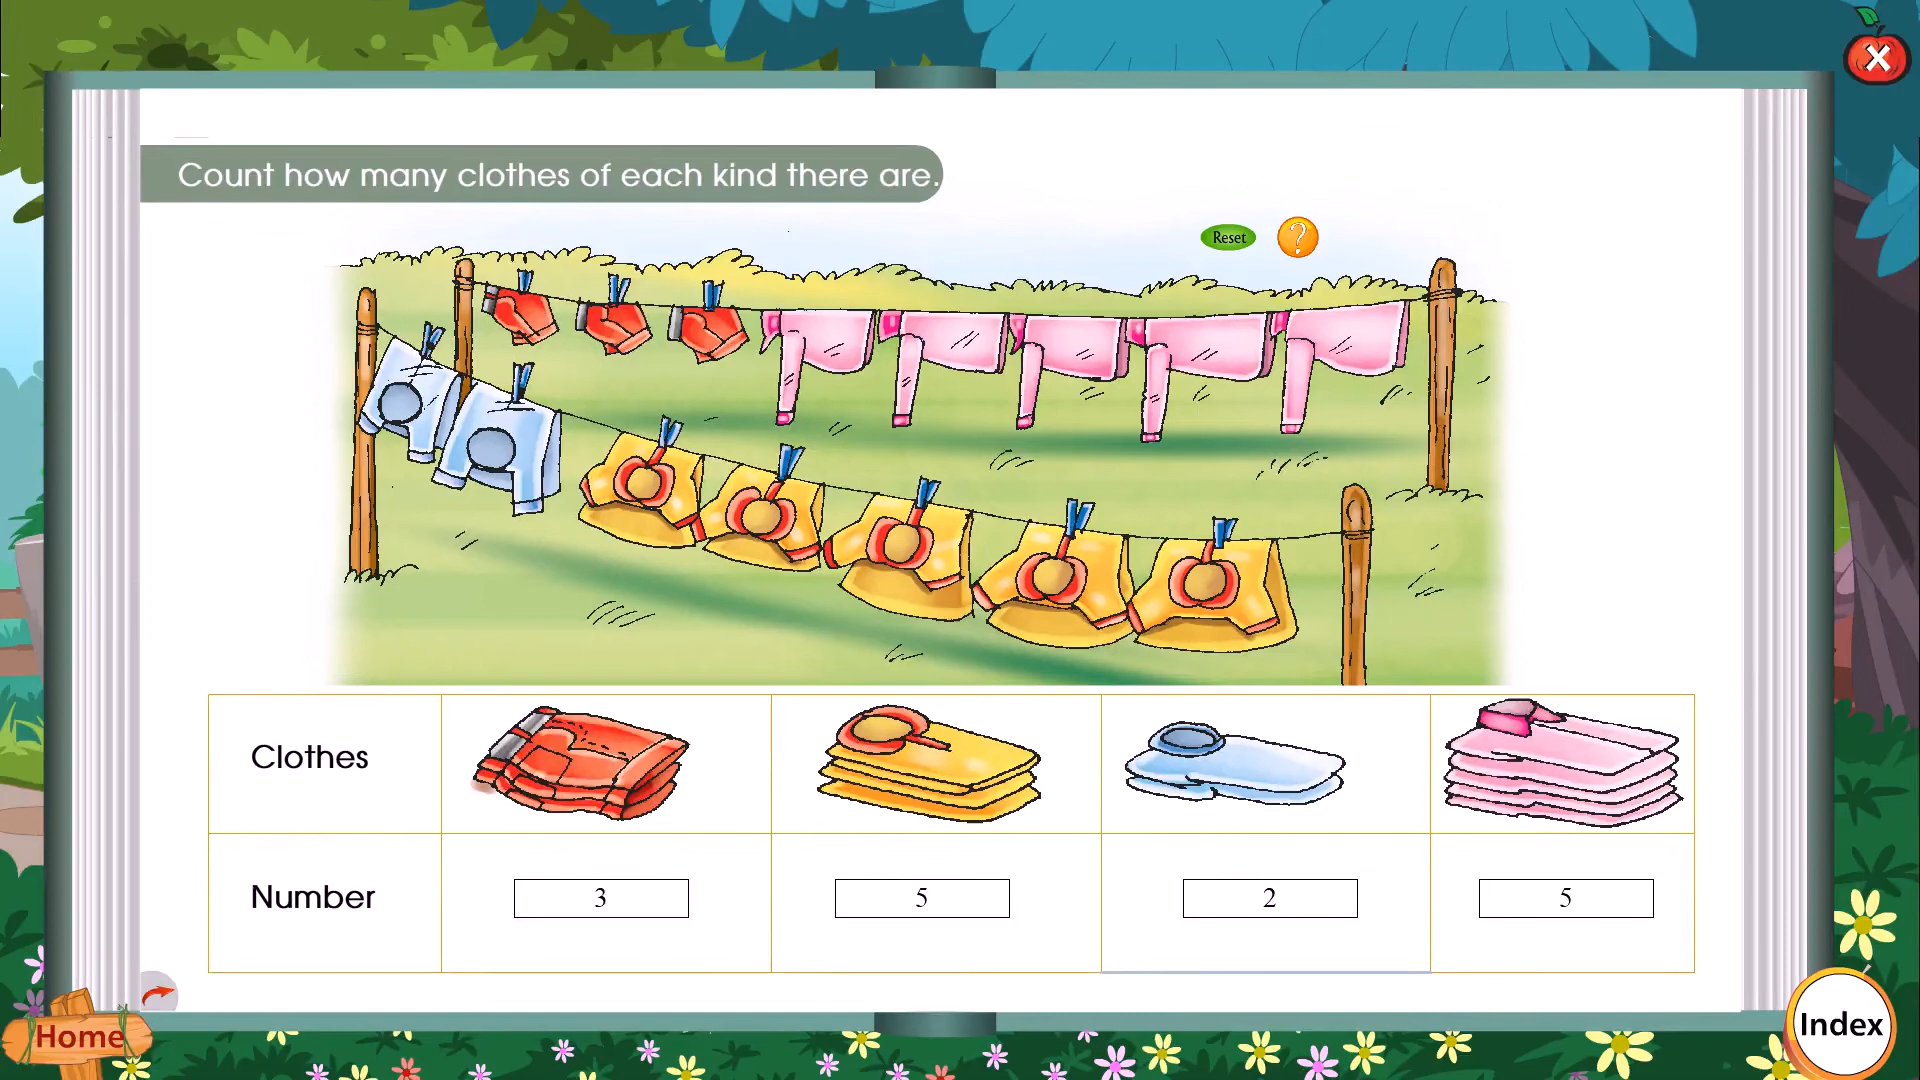 Count how many clothes of each kind there are.
Reset ?
Clothes
Number 3 5 2 5
Home
Index